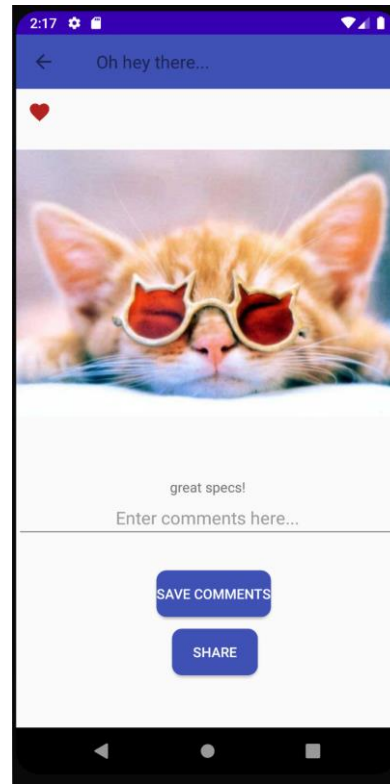 2:17
Oh hey there...
great specs!
Enter comments here...
SAVE COMMENTS
SHARE